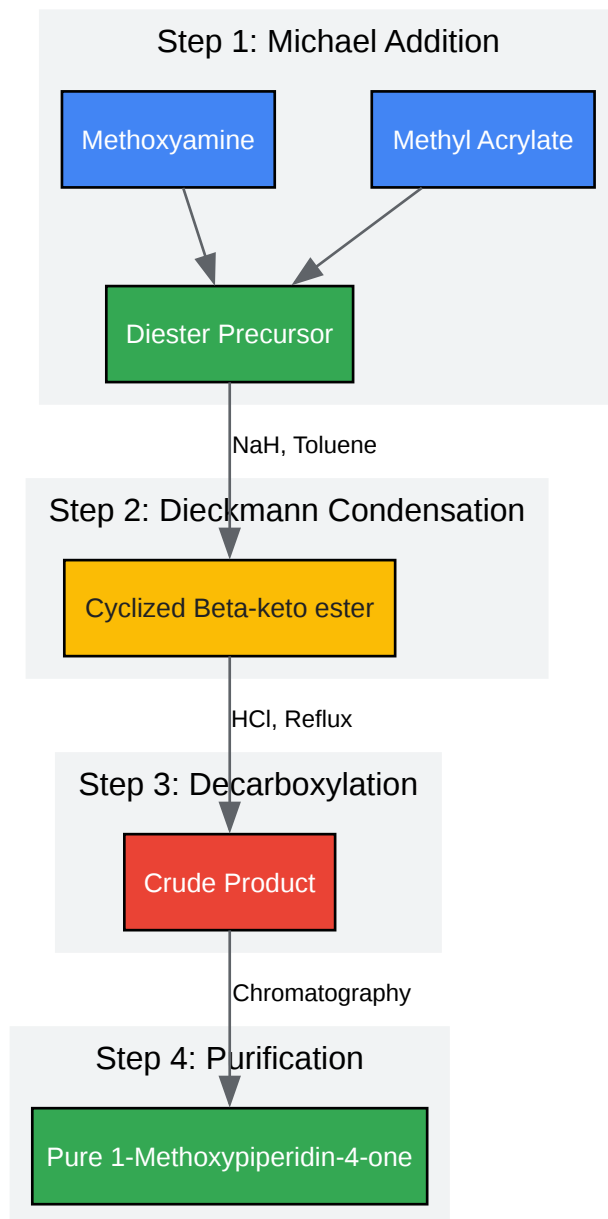 Step 1: Michael Addition
Methoxyamine
Methyl Acrylate
Diester Precursor
NaH, Toluene
Step 2: Dieckmann Condensation
Cyclized Beta-keto ester
HCl, Reflux
Step 3: Decarboxylation
Crude Product
Chromatography
Step 4: Purification
Pure 1-Methoxypiperidin-4-one